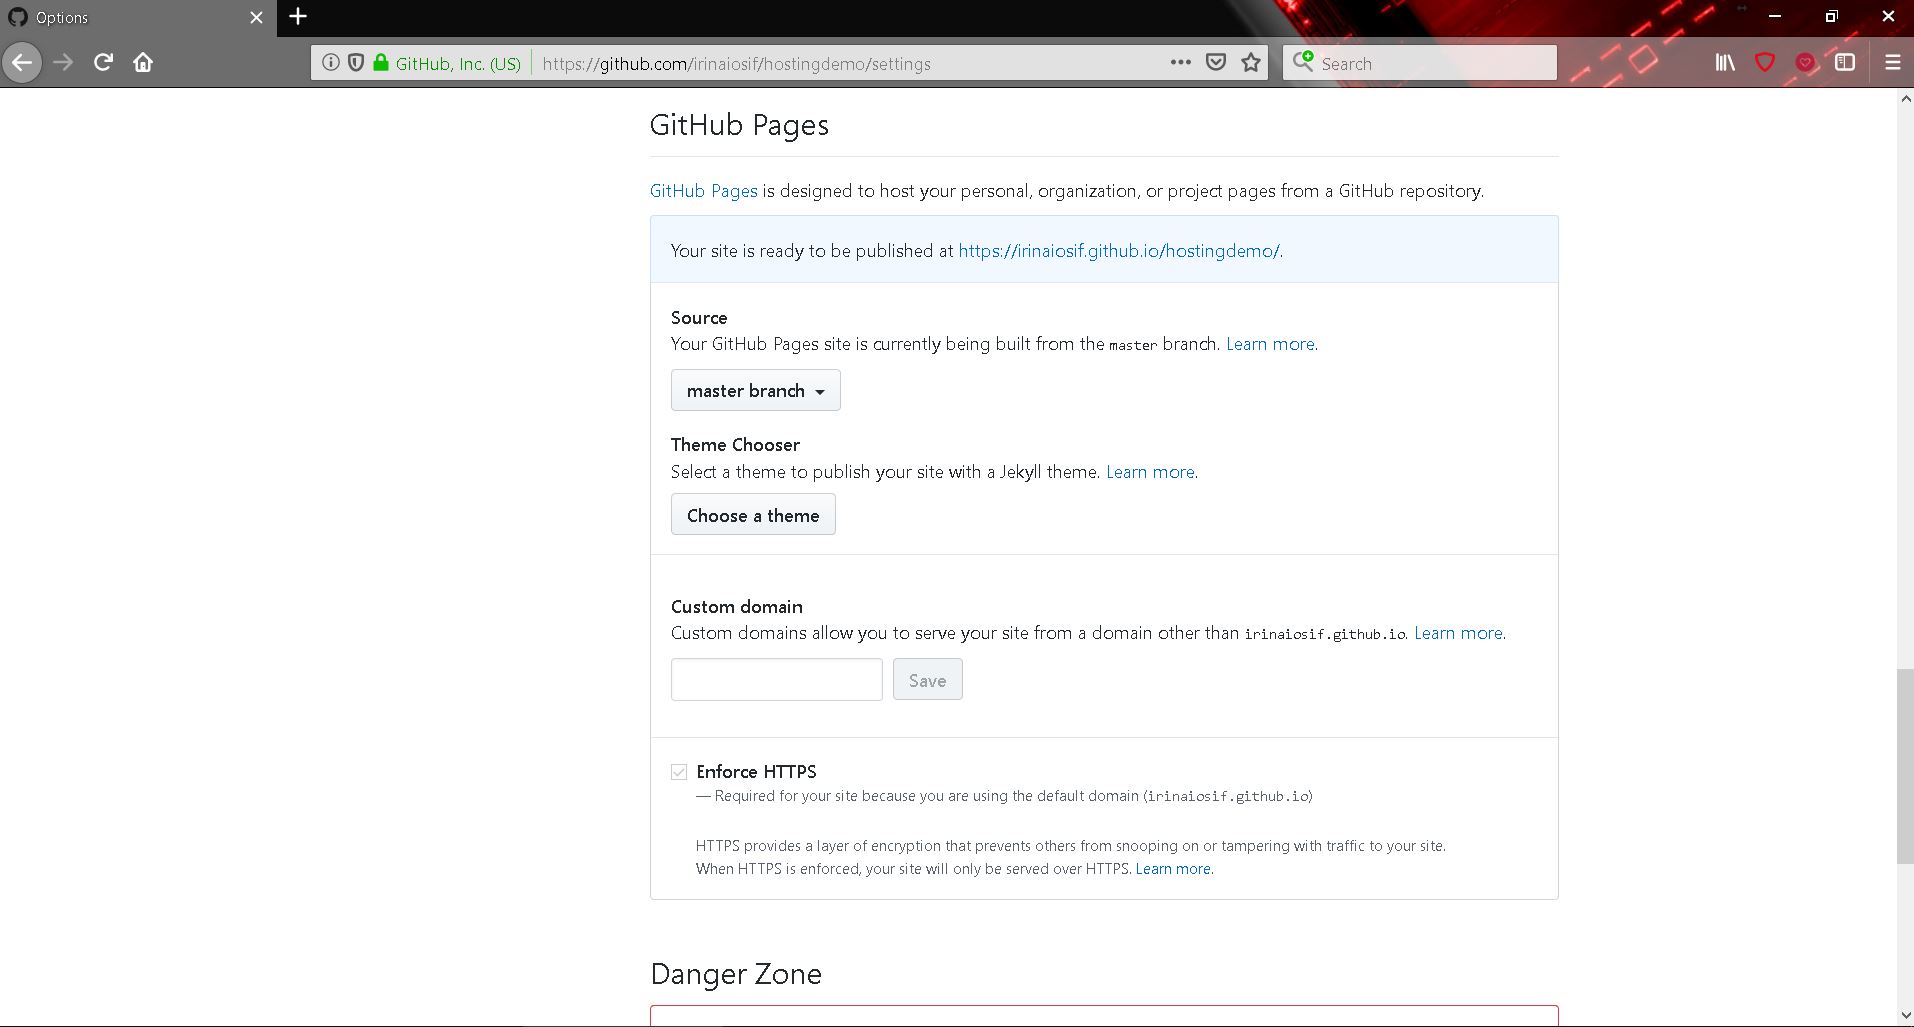 Options
GitHub, Inc. (US)
https://github.com/irinaiosif/hostingdemo/settings
Search
GitHub Pages
GitHub Pages is designed to host your personal, organization, or project pages from a GitHub repository.
Your site is ready to be published at https://irinaiosif.github.io/hostingdemo/.
Source
Your GitHub Pages site is currently being built from the master branch. Learn more.
master branch
Theme Chooser
Select a theme to publish your site with a Jekyll theme. Learn more.
Choose a theme
Custom domain
Custom domains allow you to serve your site from a domain other than irinaiosif.github.io. Learn more.
Save
Enforce HTTPS
— Required for your site because you are using the default domain (irinaiosif.github.io)
HTTPS provides a layer of encryption that prevents others from snooping on or tampering with traffic to your site.
When HTTPS is enforced, your site will only be served over HTTPS. Learn more.
Danger Zone